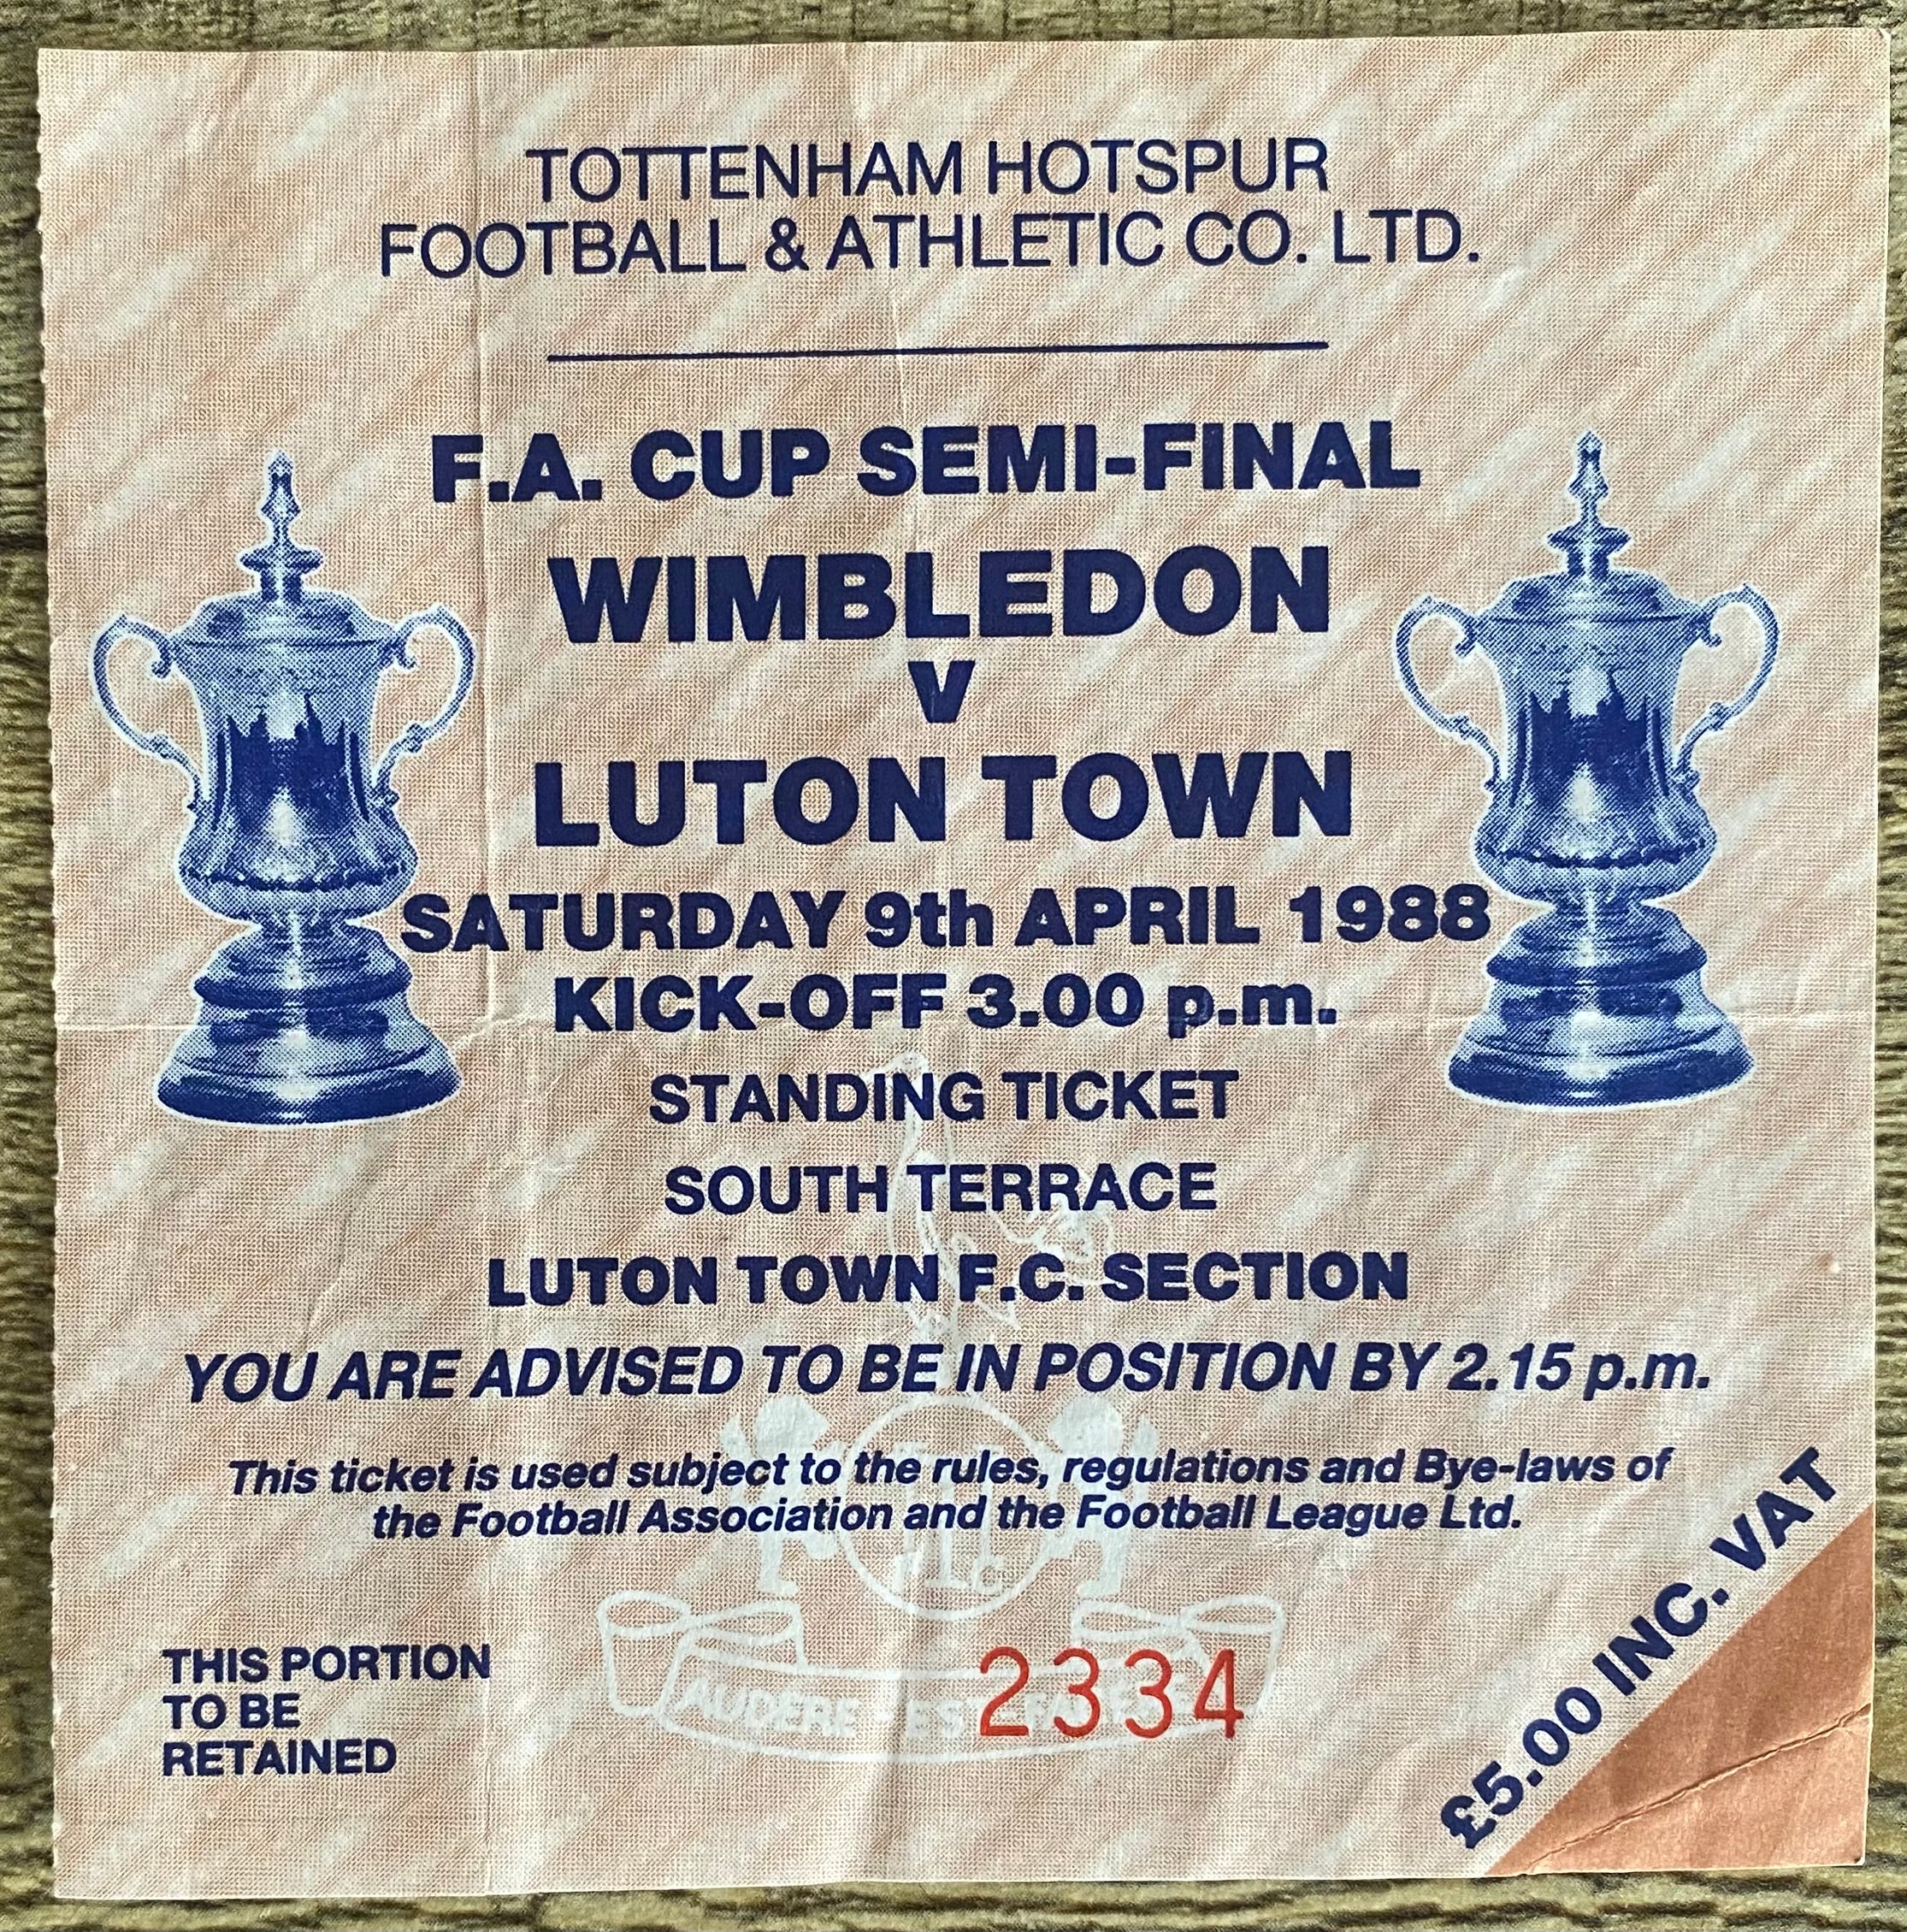 TOTTENHAM HOTSPUR
FOOTBALL & ATHLETIC CO. LTD.
F.A. CUP SEMI-FINAL
WIMBLEDON
V
LUTON TOWN
SATURDAY 9th APRIL 1988
KICK-OFF 3.00 p.m.
STANDING TICKET
SOUTH TERRACE
LUTON TOWN F.C. SECTION
YOU ARE ADVISED TO BE IN POSITION BY 2.15 p.m.
This ticket is used subject to the rules, regulations and Bye-laws of
the Football Association and the Football League Ltd.
THIS PORTION
TO BE
RETAINED
AUDERE EST
2334
£5.00 INC. VAT